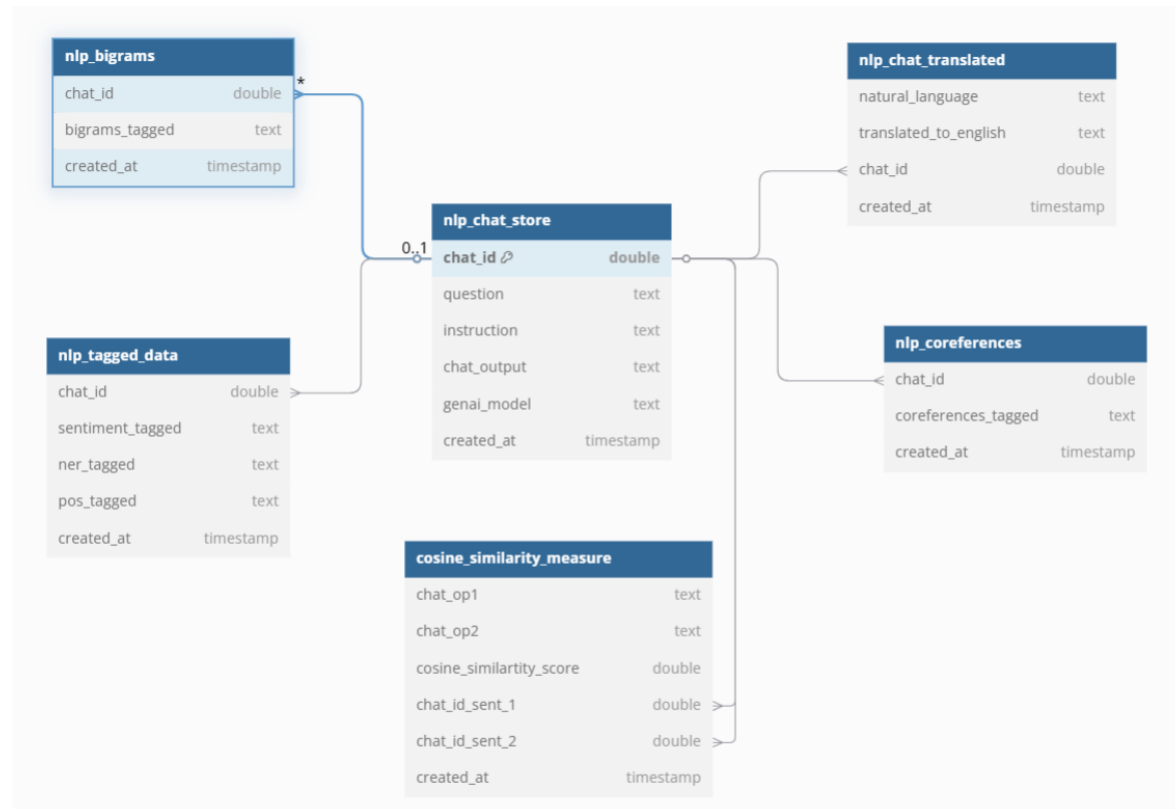 nlp_bigrams
chat_id double
bigrams_tagged text
created_at timestamp
*
nlp_chat_translated
natural_language text
translated_to_english text
chat_id double
created_at timestamp
0..1
nlp_chat_store
chat_id double
question text
instruction text
chat_output text
genai_model text
created_at timestamp
nlp_tagged_data
chat_id double
sentiment_tagged text
ner_tagged text
pos_tagged text
created_at timestamp
nlp_coreferences
chat_id double
coreferences_tagged text
created_at timestamp
cosine_similarity_measure
chat_op1 text
chat_op2 text
cosine_similartity_score double
chat_id_sent_1 double
chat_id_sent_2 double
created_at timestamp